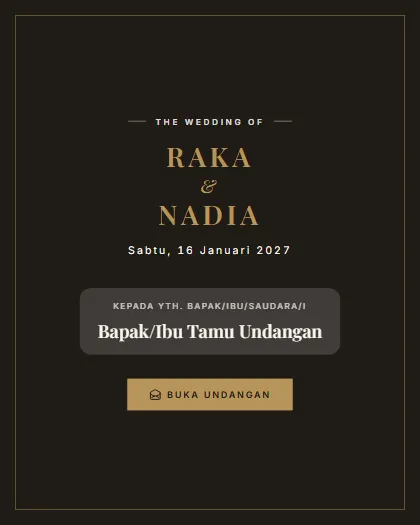 THE WEDDING OF
RAKA
&
NADIA
Sabtu, 16 Januari 2027
KEPADA YTH. BAPAK/IBU/SAUDARA/I
Bapak/Ibu Tamu Undangan
BUKA UNDANGAN